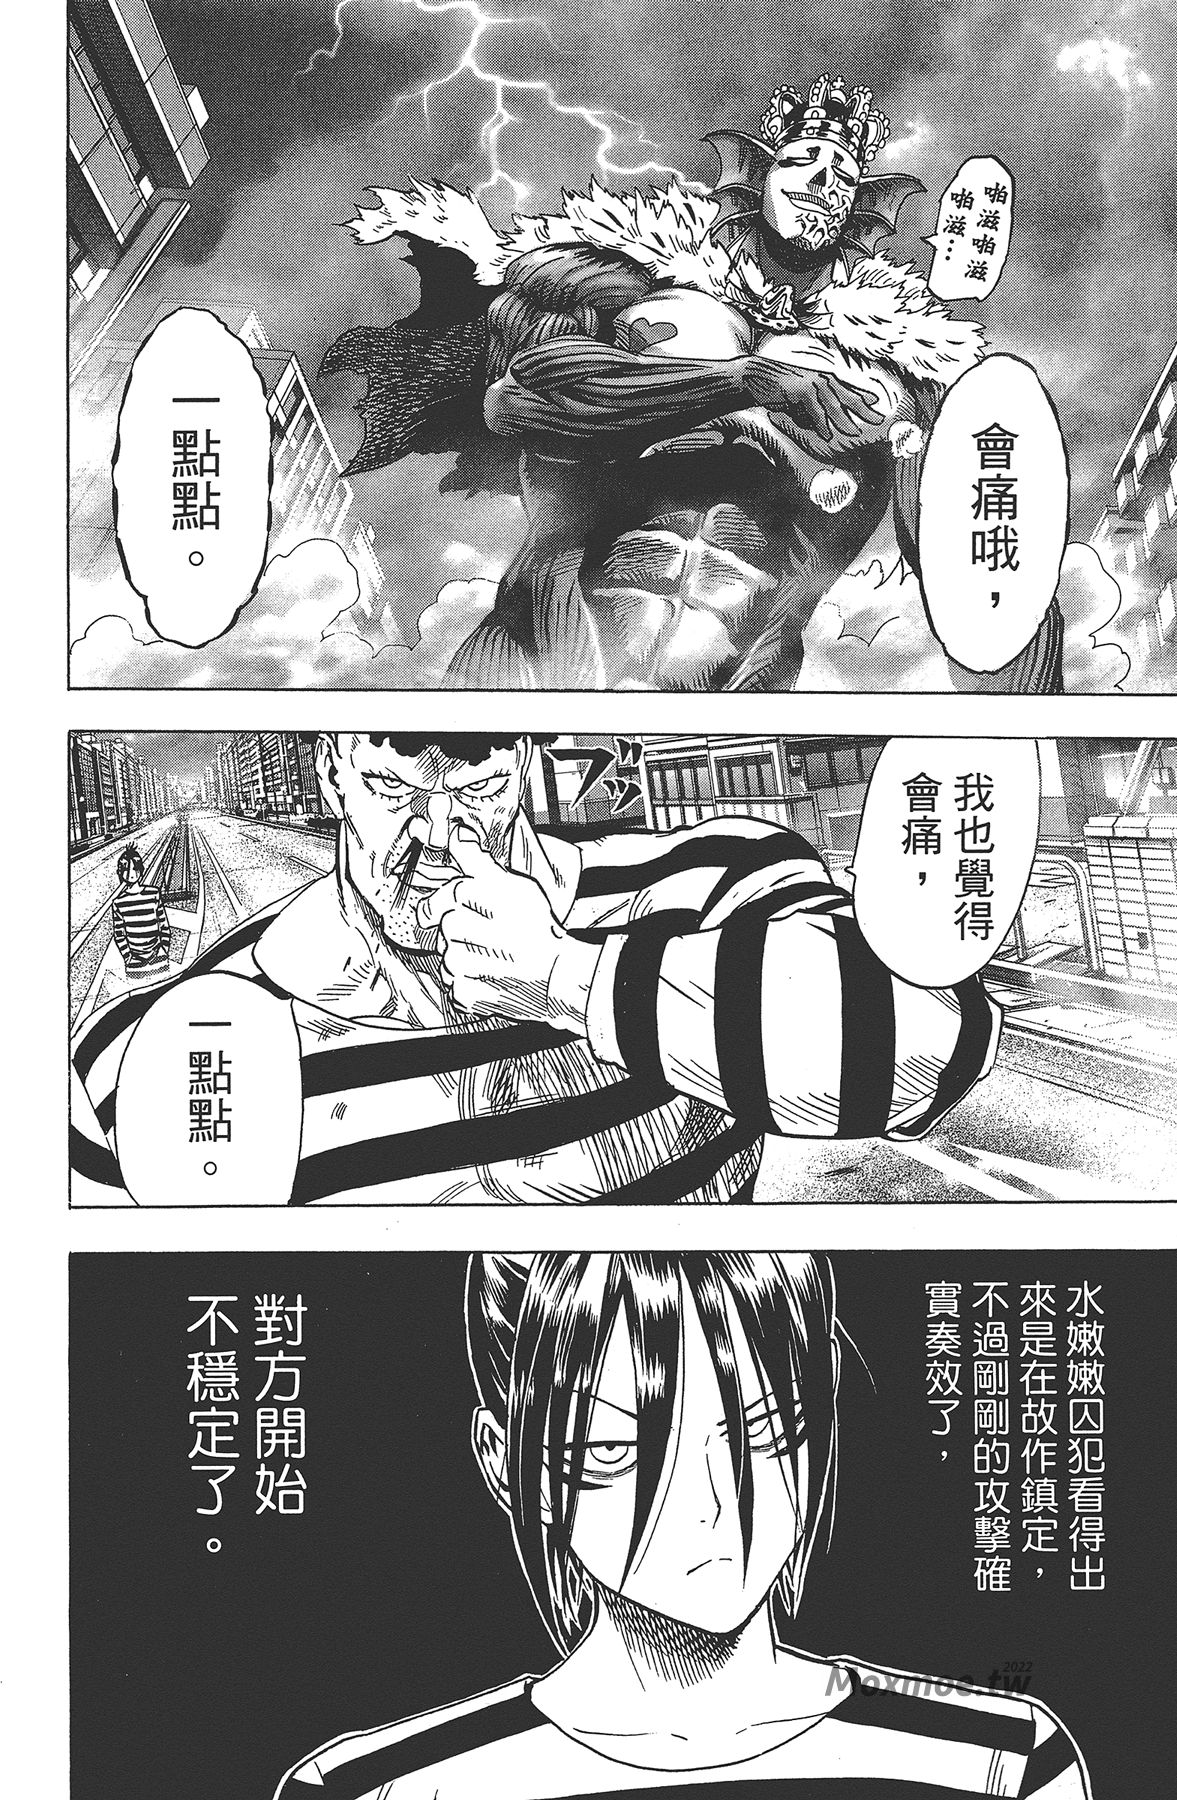 啪滋啪滋
啪滋…
會痛哦，
一點點。
ブツッ
我也覺得
會痛，
一點點。
水嫩嫩囚犯看得出
來是在故作鎮定，
不過剛剛的攻擊確
實奏效了，
對方開始
不穩定了。
2022
Moxmoe.tw